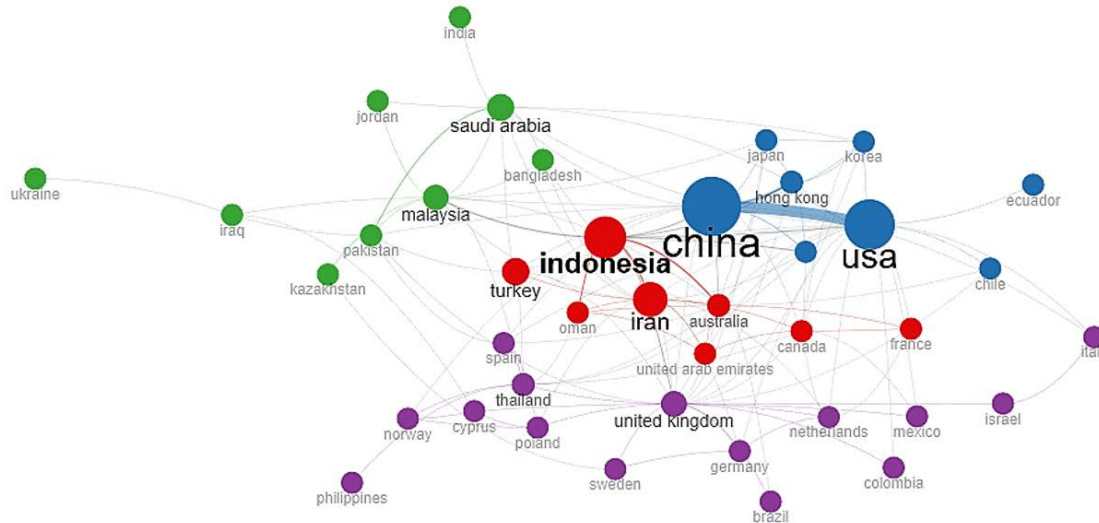 india
jordan
saudi arabia
japan
korea
bangladesh
ukraine
hong kong
ecuador
malaysia
iraq
pakistan
china
usa
indonesia
kazakhstan
turkey
chile
oman
iran
australia
canada
france
spain
united arab emirates
thailand
united kingdom
norway
cyprus
poland
netherlands
mexico
israel
sweden
germany
colombia
philippines
brazil